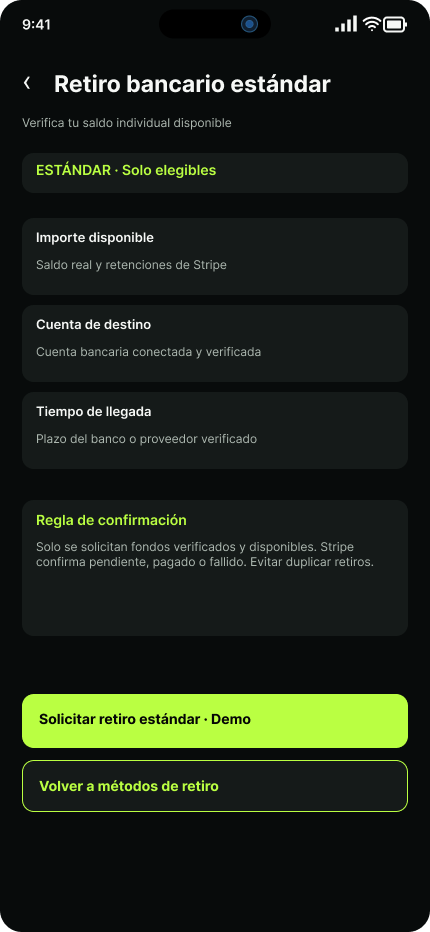 9:41
Retiro bancario estándar
Verifica tu saldo individual disponible
ESTÁNDAR · Solo elegibles
Importe disponible
Saldo real y retenciones de Stripe
Cuenta de destino
Cuenta bancaria conectada y verificada
Tiempo de llegada
Plazo del banco o proveedor verificado
Regla de confirmación
Solo se solicitan fondos verificados y disponibles. Stripe
confirma pendiente, pagado o fallido. Evitar duplicar retiros.
Solicitar retiro estándar · Demo
Volver a métodos de retiro